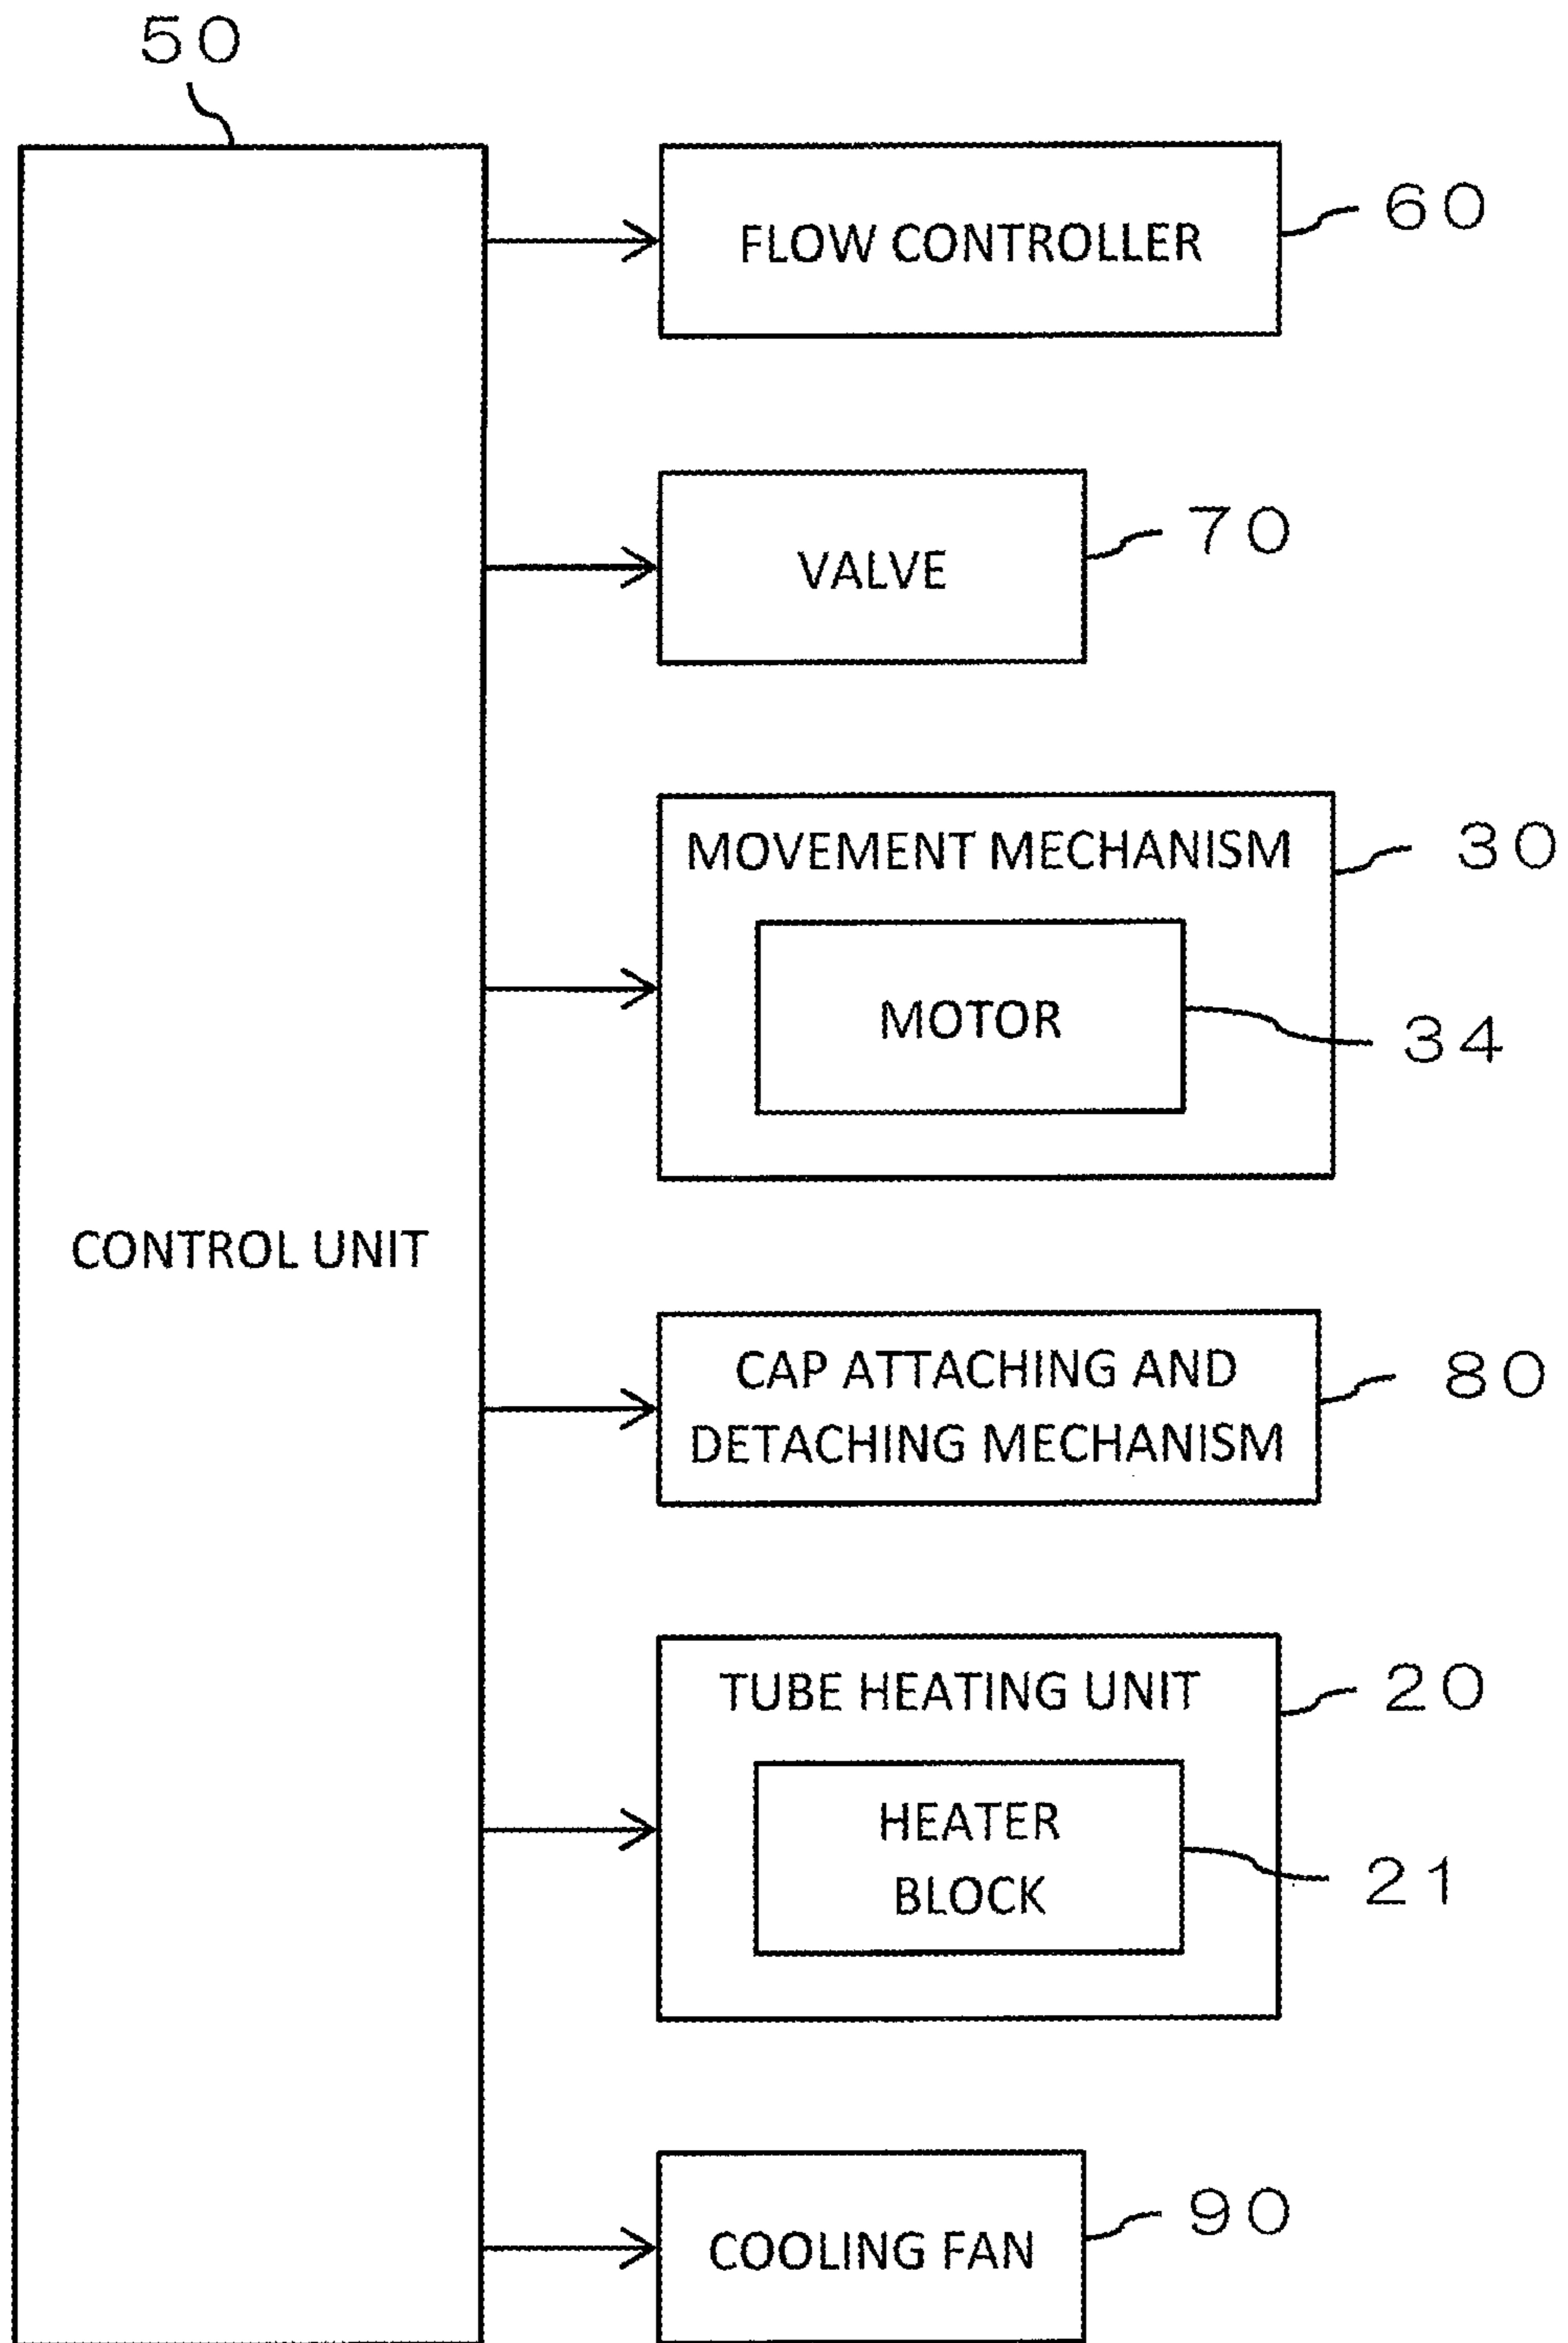 50
FLOW CONTROLLER
60
VALVE
70
MOVEMENT MECHANISM
30
MOTOR
34
CONTROL UNIT
CAP ATTACHING AND
DETACHING MECHANISM
80
TUBE HEATING UNIT
20
HEATER
BLOCK
21
COOLING FAN
90